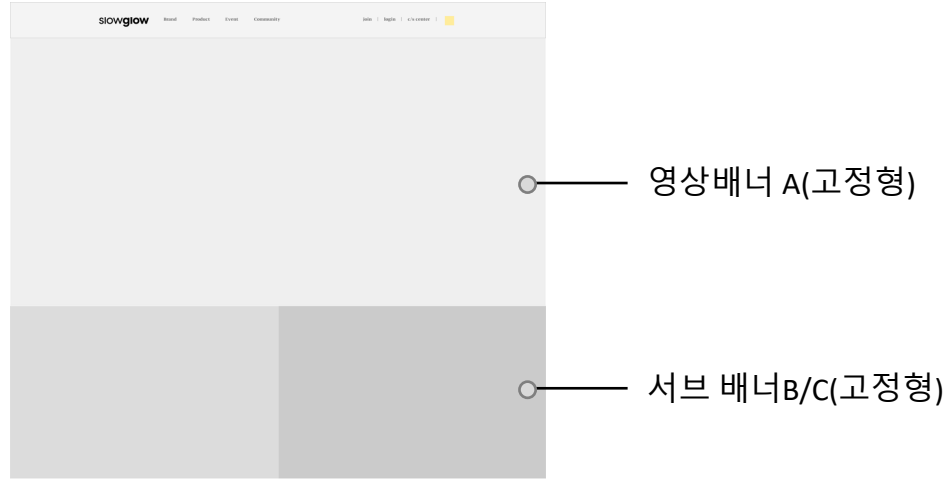 slowglow Brand Product Event Community join | login | c/s center |
영상배너 A(고정형)
서브 배너B/C(고정형)